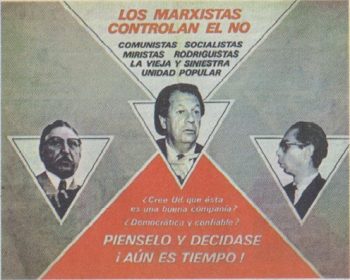 LOS MARXISTAS
CONTROLAN EL NO
COMUNISTAS SOCIALISTAS
MIRISTAS RODRIGUISTAS
LA VIEJA Y SINIESTRA
UNIDAD POPULAR
¿Cree Ud que ésta
es una buena compañía?
¿Democrática y confiable?
PIENSELO Y DECIDASE
¡AÚN ES TIEMPO!